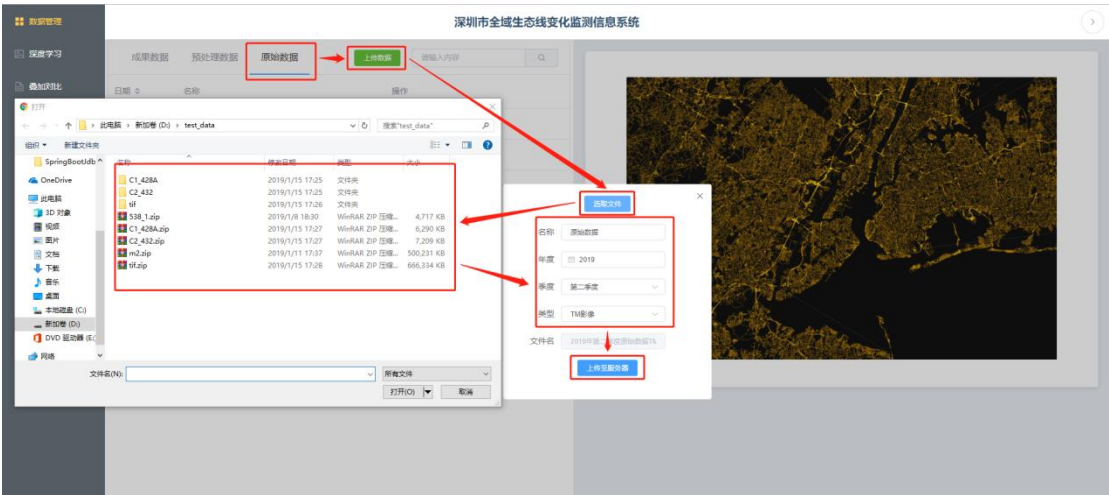 数据管理
深圳市全域生态线变化监测信息系统
深度学习
成果数据 预处理数据 原始数据 上传数据 请输入内容
叠加对比
日期 名称 操作
打开
此电脑 › 新加卷 (D:) › test_data 搜索"test_data"
组织 新建文件夹
SpringBootJdb
名称 修改日期 类型 大小
OneDrive
此电脑
3D 对象
视频
图片
文档
下载
音乐
桌面
本地磁盘 (C:)
新加卷 (D:)
DVD 驱动器 (E:
网络
C1_428A 2019/1/15 17:25 文件夹
C2_432 2019/1/15 17:25 文件夹
tif 2019/1/15 17:26 文件夹
538_1.zip 2019/1/8 18:30 WinRAR ZIP 压缩... 4,717 KB
C1_428A.zip 2019/1/15 17:27 WinRAR ZIP 压缩... 6,290 KB
C2_432.zip 2019/1/15 17:27 WinRAR ZIP 压缩... 7,209 KB
m2.zip 2019/1/11 17:37 WinRAR ZIP 压缩... 500,231 KB
tif.zip 2019/1/15 17:28 WinRAR ZIP 压缩... 666,334 KB
文件名(N): 所有文件
打开(O) 取消
选取文件
名称 原始数据
年度 2019
季度 第二季度
类型 TM影像
文件名 2019年第二季度原始数据
上传至服务器